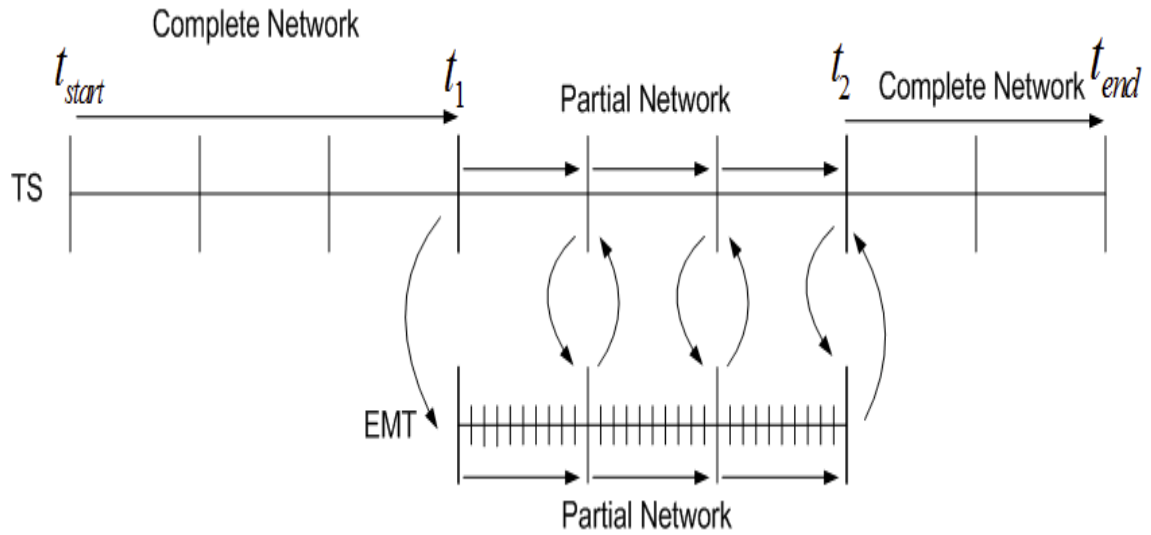 Complete Network
t_start
t_1
Partial Network
t_2
Complete Network
t_end
TS
EMT
Partial Network